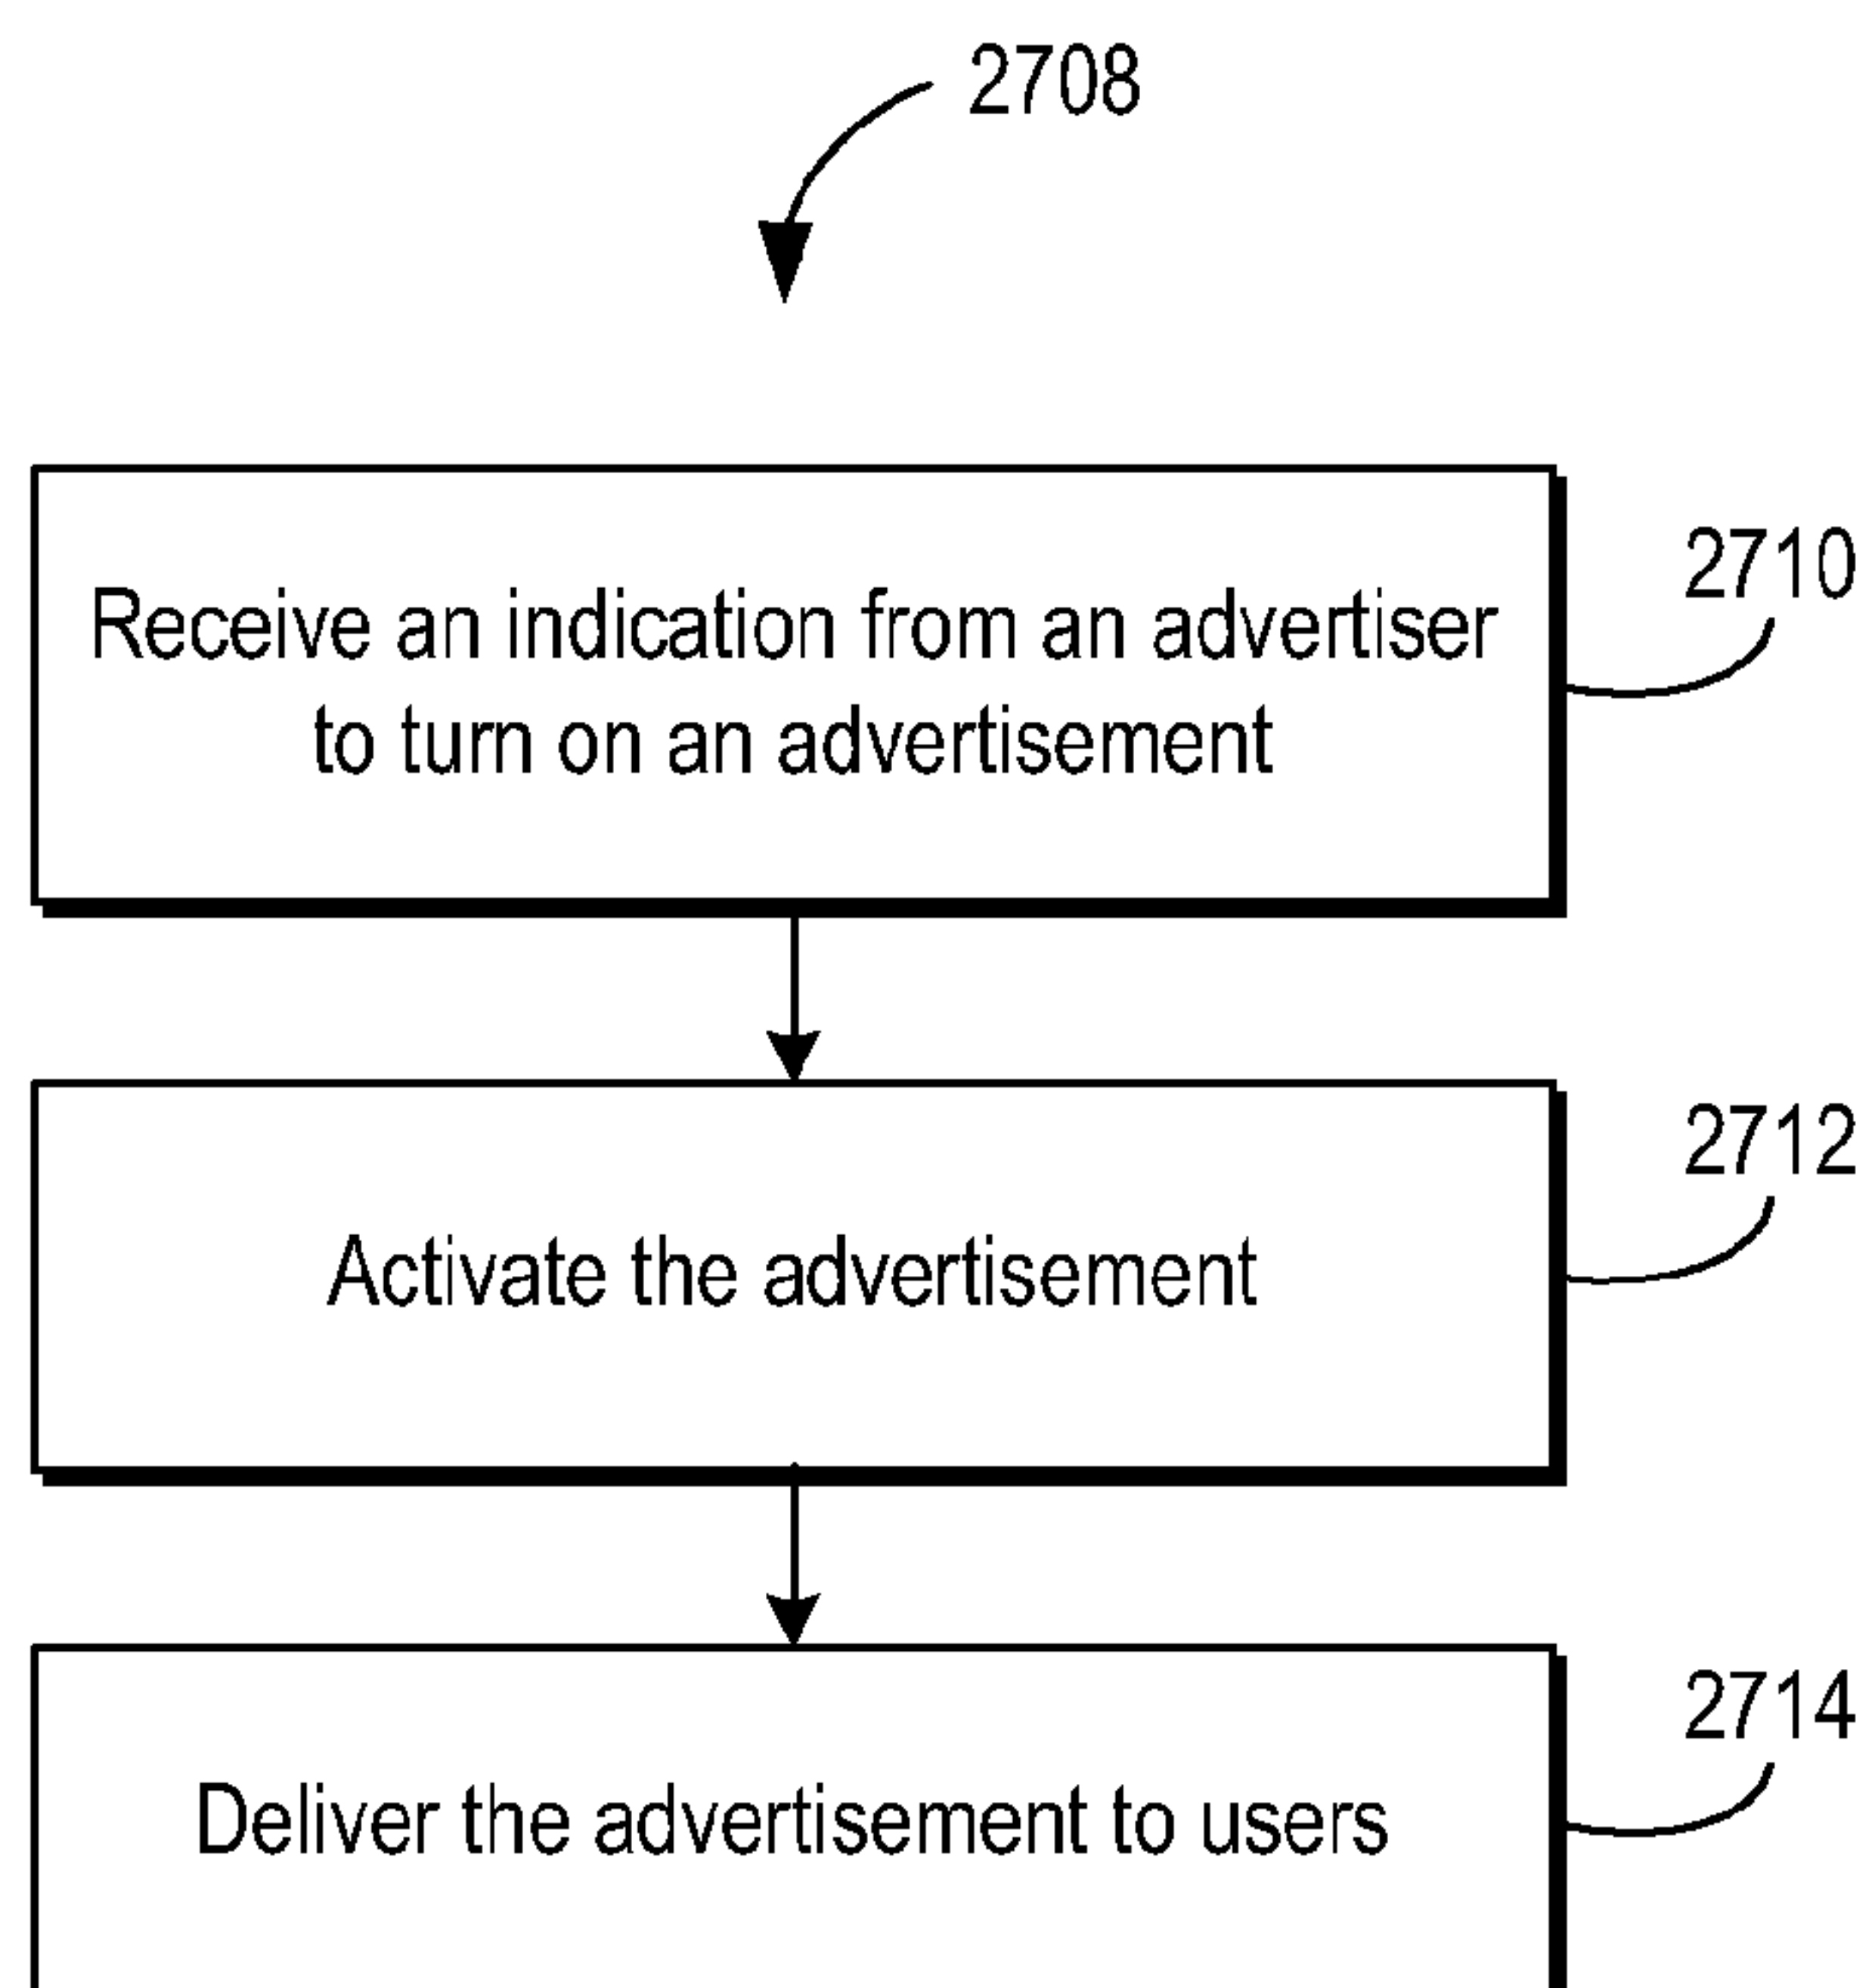 2708
2710
Receive an indication from an advertiser
to turn on an advertisement
2712
Activate the advertisement
2714
Deliver the advertisement to users